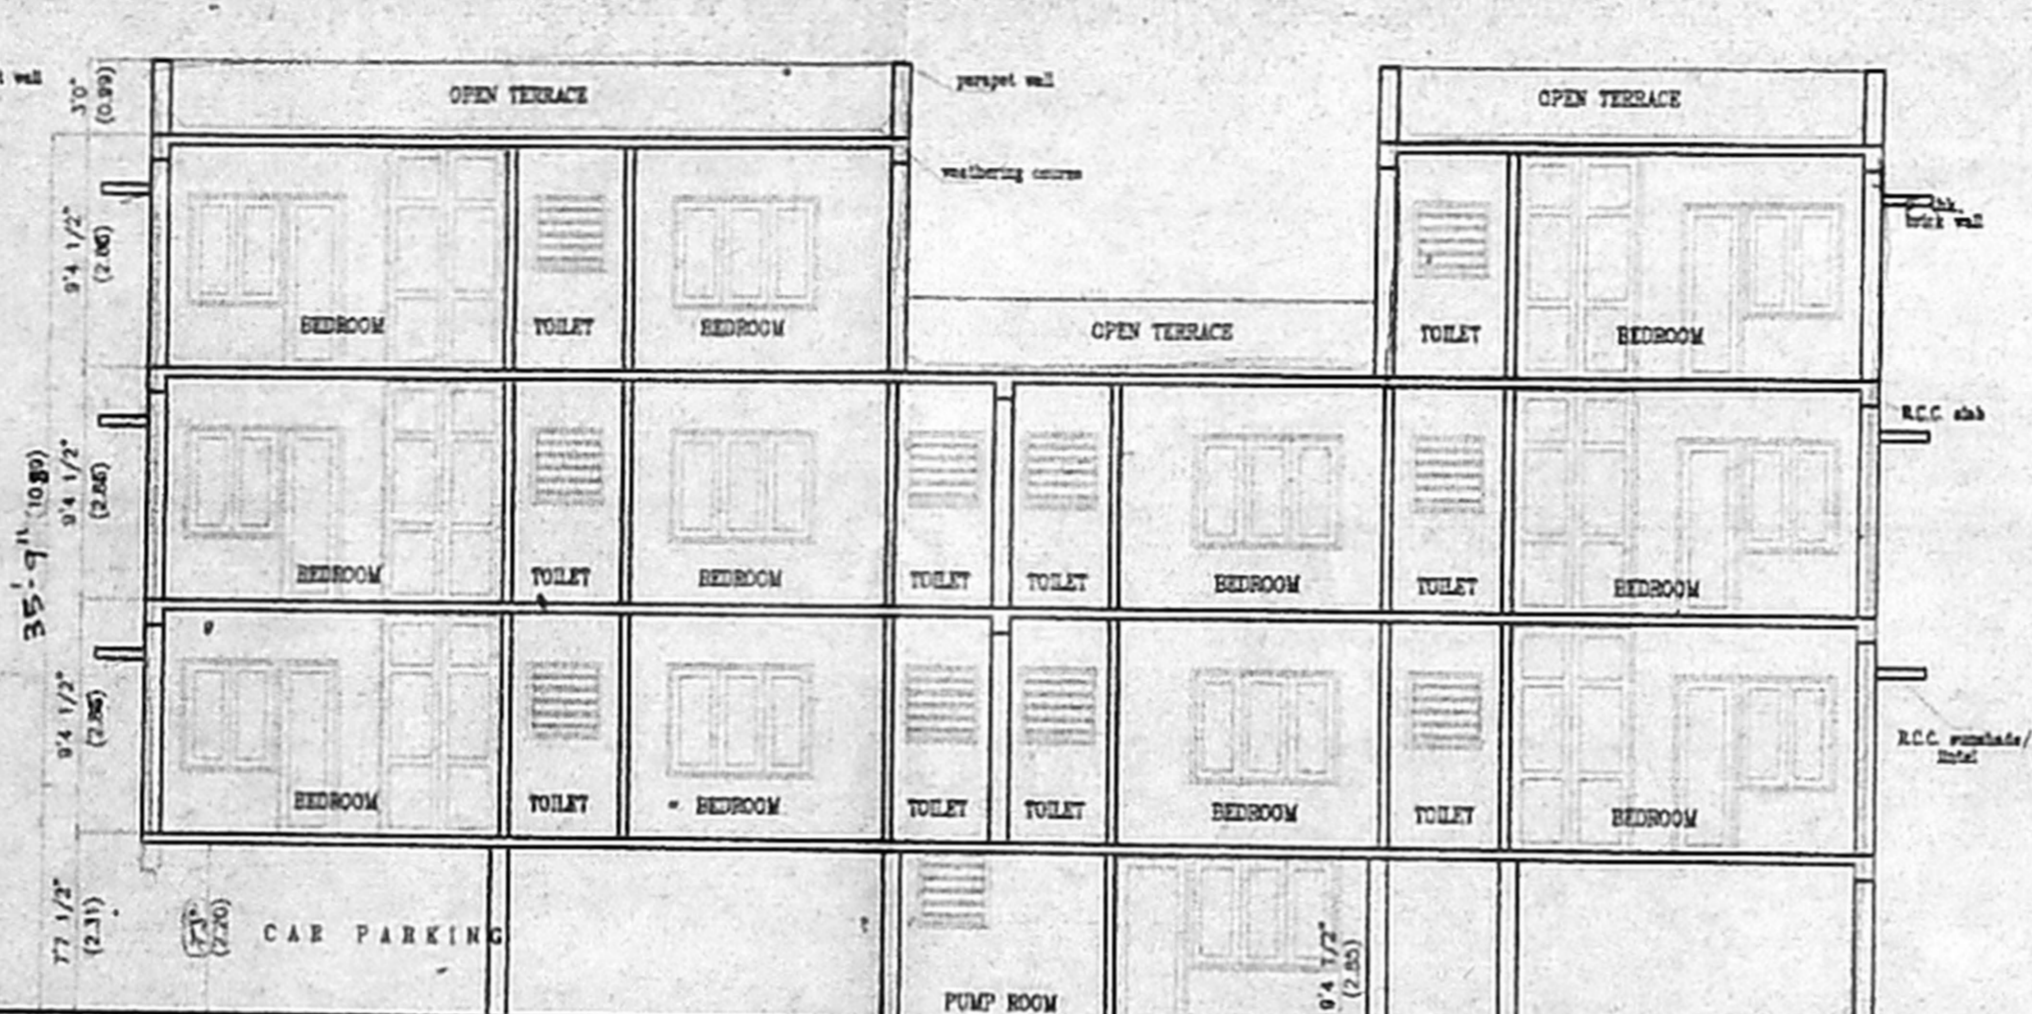 wall
3'0"
(0.99)
OPEN TERRACE
parapet wall
OPEN TERRACE
weathering course
9'4 1/2"
(2.86)
brick wall
BEDROOM
TOILET
BEDROOM
OPEN TERRACE
TOILET
BEDROOM
R.C.C. slab
35'-9" (10.89)
9'4 1/2"
(2.86)
BEDROOM
TOILET
BEDROOM
TOILET
TOILET
BEDROOM
TOILET
BEDROOM
9'4 1/2"
(2.86)
R.C.C. sunshade/
lintel
BEDROOM
TOILET
BEDROOM
TOILET
TOILET
BEDROOM
TOILET
BEDROOM
7'7 1/2"
(2.31)
7'3"
(2.20)
CAR PARKING
9'4 1/2"
(2.85)
PUMP ROOM